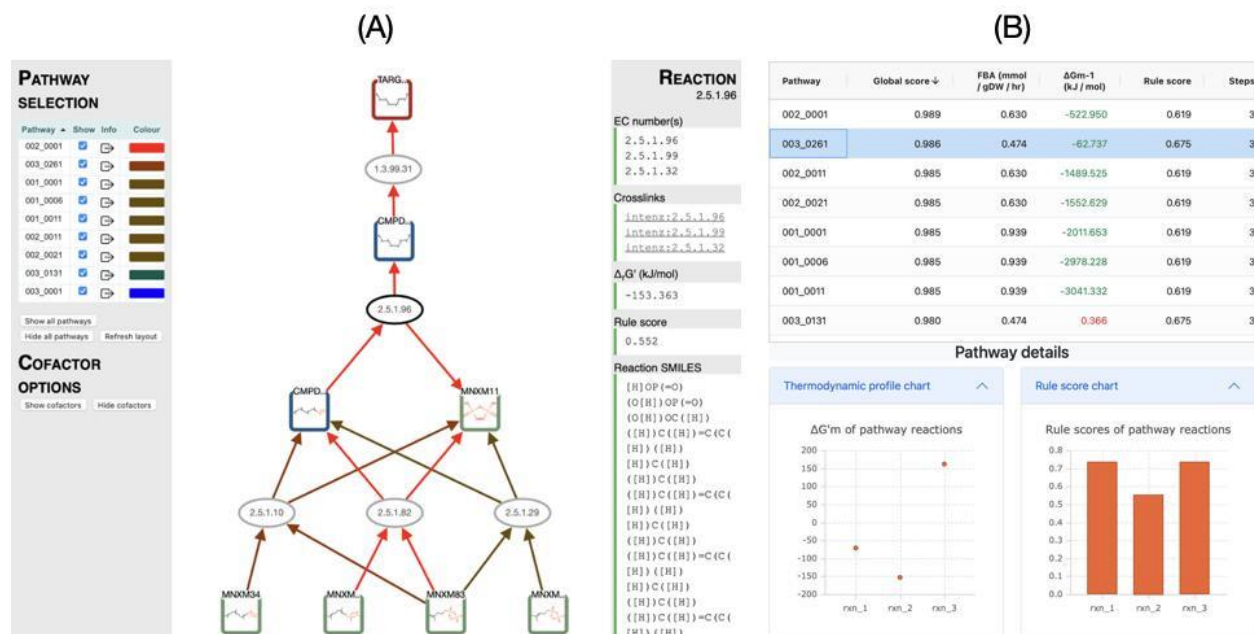 (A)
(B)
PATHWAY
SELECTION
Pathway Show Info Colour
002_0001
003_0261
001_0001
001_0006
001_0011
002_0011
002_0021
003_0131
003_0001
Show all pathways
Hide all pathways Refresh layout
COFACTOR
OPTIONS
Show cofactors Hide cofactors
TARG...
1.3.99.31
CMPD...
2.5.1.96
CMPD...
MNXM11
2.5.1.10
2.5.1.82
2.5.1.29
MNXM34
MNXM...
MNXM83
MNXM...
REACTION
2.5.1.96
EC number(s)
2.5.1.96
2.5.1.99
2.5.1.32
Crosslinks
intenz:2.5.1.96
intenz:2.5.1.99
intenz:2.5.1.32
ΔrG' (kJ/mol)
-153.363
Rule score
0.552
Reaction SMILES
[H]OP(=O)
(O[H])OP(=O)
(O[H])OC([H])
([H])C([H])=C(C(
[H])([H])
[H])C([H])
([H])C([H])
([H])C([H])=C(C(
[H])([H])
[H])C([H])
([H])C([H])
([H])C([H])=C(C(
[H])([H])
[H])C([H])
([H])C([H])
([H])C([H])=C(C(
[H])([H])
Pathway Global score FBA (mmol / gDW / hr) ΔGm-1 (kJ / mol) Rule score Steps
002_0001 0.989 0.630 -522.950 0.619 3
003_0261 0.986 0.474 -62.737 0.675 3
002_0011 0.985 0.630 -1489.525 0.619 3
002_0021 0.985 0.630 -1552.629 0.619 3
001_0001 0.985 0.939 -2011.653 0.619 3
001_0006 0.985 0.939 -2978.228 0.619 3
001_0011 0.985 0.939 -3041.332 0.619 3
003_0131 0.980 0.474 0.366 0.675 3
Pathway details
Thermodynamic profile chart
ΔG'm of pathway reactions
200
150
100
50
0
-50
-100
-150
-200
rxn_1 rxn_2 rxn_3
Rule score chart
Rule scores of pathway reactions
0.8
0.7
0.6
0.5
0.4
0.3
0.2
0.1
0.0
rxn_1 rxn_2 rxn_3